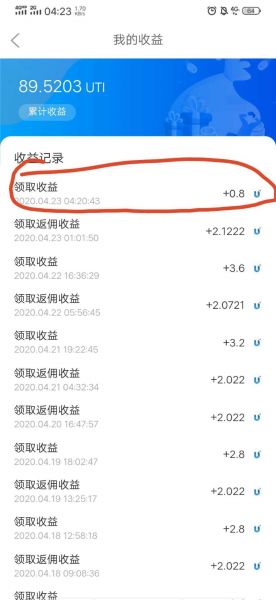 04:23 1.70 KB/s 4G 64
我的收益
89.5203 UTI
累计收益
收益记录
领取收益 +0.8
2020.04.23 04:20:43
领取返佣收益 +2.1222
2020.04.23 01:01:50
领取收益 +3.6
2020.04.22 16:36:29
领取返佣收益 +2.0721
2020.04.22 05:56:45
领取收益 +3.2
2020.04.21 19:22:45
领取返佣收益 +2.022
2020.04.21 04:32:34
领取返佣收益 +2.022
2020.04.20 16:47:57
领取收益 +2.8
2020.04.19 18:02:47
领取返佣收益 +2.022
2020.04.19 13:25:17
领取收益 +2.8
2020.04.18 12:58:18
领取返佣收益 +2.022
2020.04.18 09:08:36